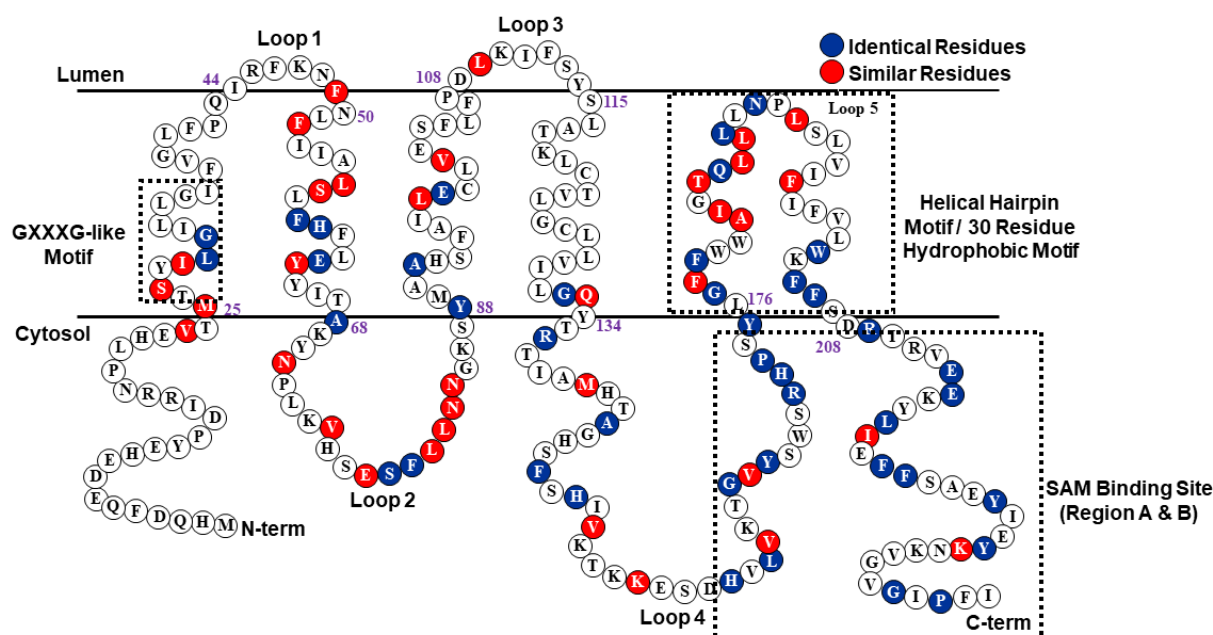 Loop 1
Loop 3
Identical Residues
Similar Residues
Lumen
44
108
50
115
Loop 5
GXXXG-like
Motif
Helical Hairpin
Motif / 30 Residue
Hydrophobic Motif
25
88
176
Cytosol
68
134
208
Loop 2
N-term
SAM Binding Site
(Region A & B)
Loop 4
C-term
M H Q D F Q E D E H E Y P D I R R N P L H E V T M T S Y I L G I L L G I F V G F L P Q I R F K N F N L F I I A L S L F H F L E Y Y I T A K Y N P L K V H S E S F L L N N G K S Y M A A H S F A I L E C L V E S F L F P D L K I F S Y S L A T K L C T V L G C L L V I L G Q Y T R T I A M H T A G H S F S H I V K T K K E S D H V L V K T G V Y S W S R H P S Y L G F F W W A I G T Q L L L L N P L S L V I F I F V L W K F F S D R T R V E E K Y L I E F F S A E Y I E Y K N K V G V G I P F I